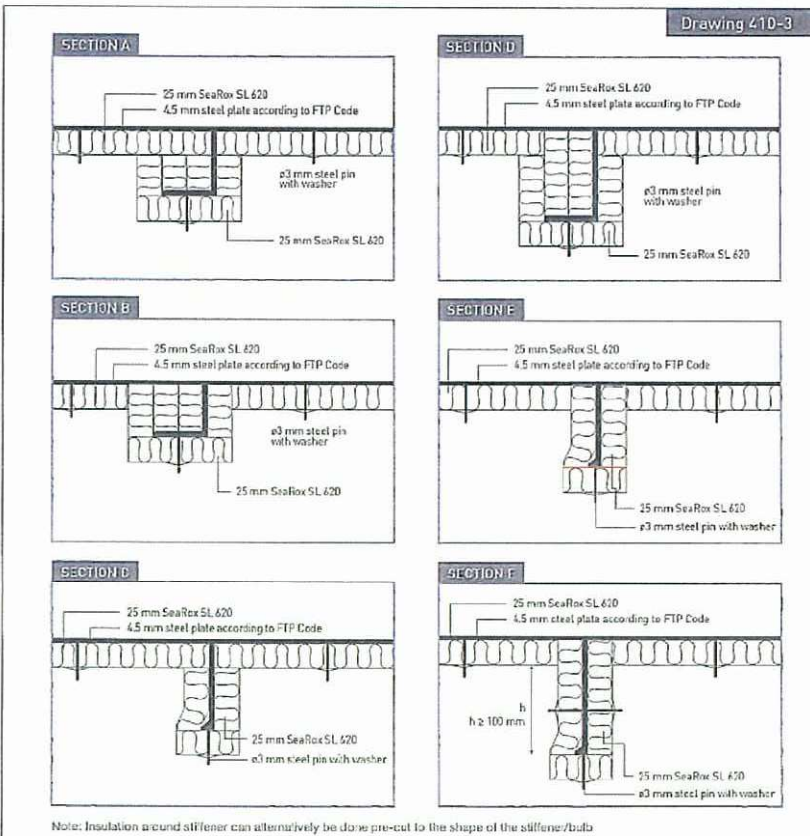 Drawing 410-3
SECTION A
25 mm SeaRox SL 620
4.5 mm steel plate according to FTP Code
ø3 mm steel pin
with washer
25 mm SeaRox SL 620
SECTION B
25 mm SeaRox SL 620
4.5 mm steel plate according to FTP Code
ø3 mm steel pin
with washer
25 mm SeaRox SL 620
SECTION C
25 mm SeaRox SL 620
4.5 mm steel plate according to FTP Code
25 mm SeaRox SL 620
ø3 mm steel pin with washer
SECTION D
25 mm SeaRox SL 620
4.5 mm steel plate according to FTP Code
ø3 mm steel pin
with washer
25 mm SeaRox SL 620
SECTION E
25 mm SeaRox SL 620
4.5 mm steel plate according to FTP Code
25 mm SeaRox SL 620
ø3 mm steel pin with washer
SECTION F
25 mm SeaRox SL 620
4.5 mm steel plate according to FTP Code
h
h ≥ 100 mm
25 mm SeaRox SL 620
ø3 mm steel pin with washer
Note: Insulation around stiffener can alternatively be done pre-cut to the shape of the stiffener/bulb